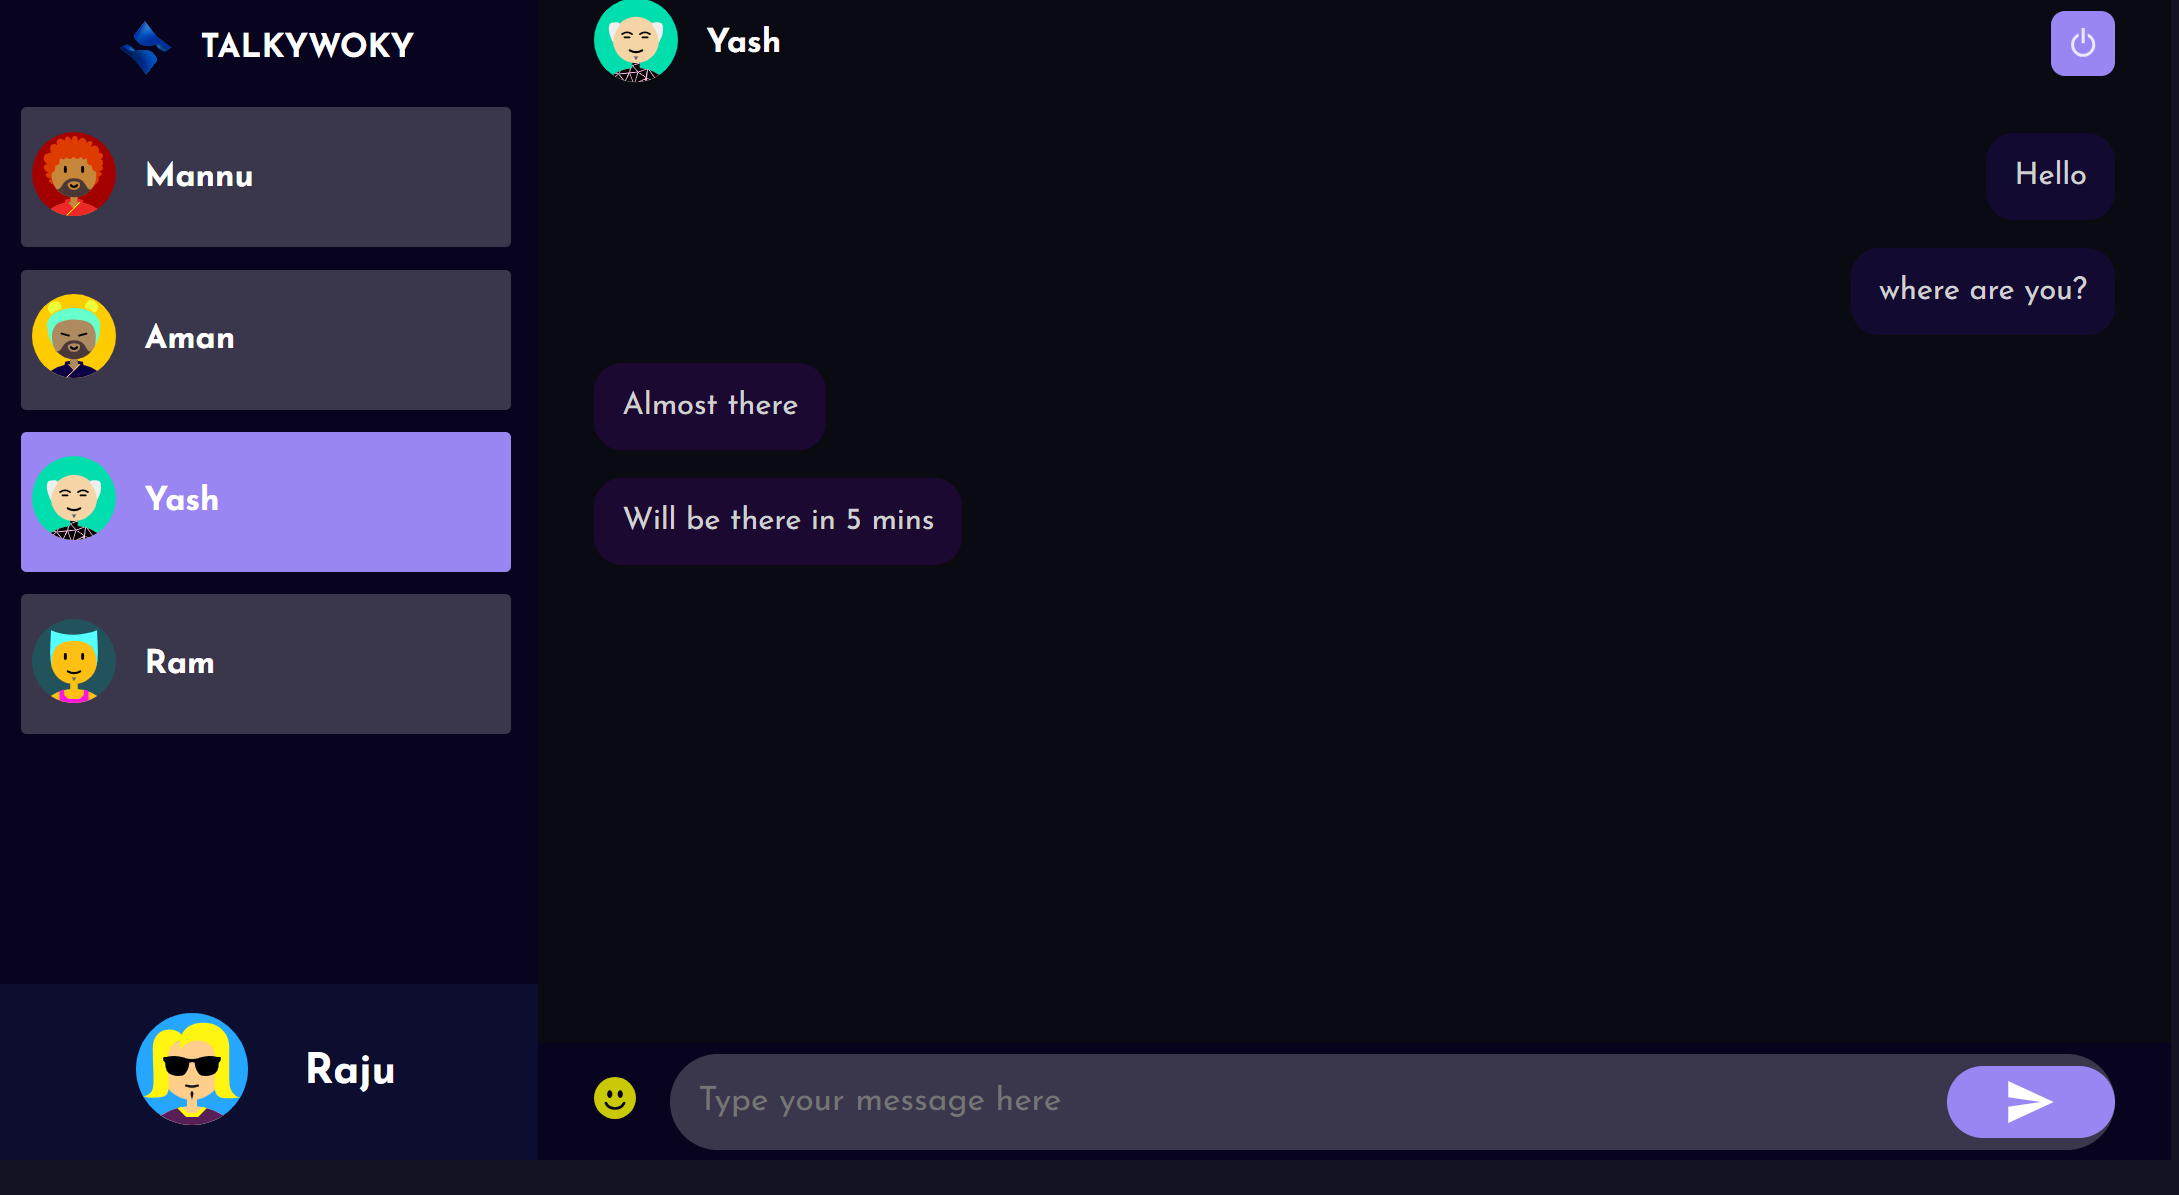 TALKYWOKY
Mannu
Aman
Yash
Ram
Raju
Yash
Hello
where are you?
Almost there
Will be there in 5 mins
Type your message here